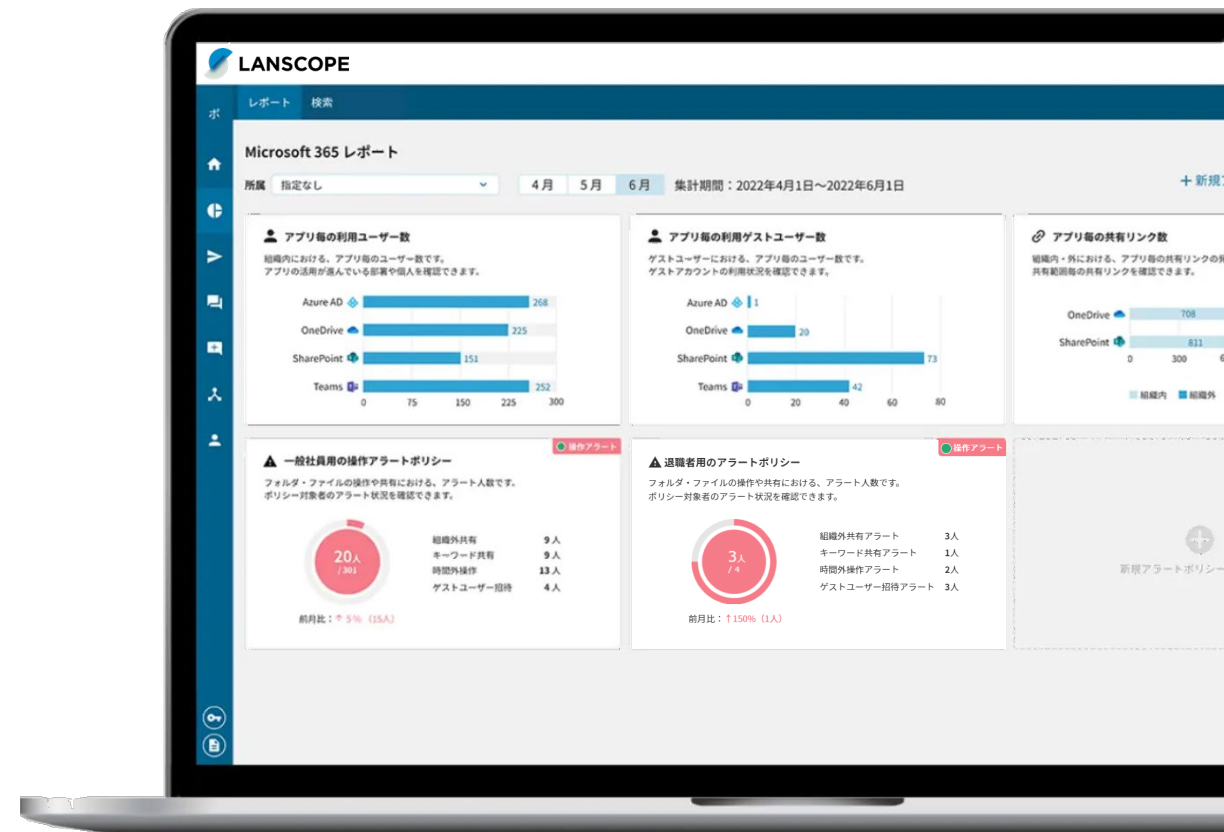 LANSCOPE
ポ
レポート 検索
Microsoft 365 レポート
所属 指定なし
4月 5月 6月 集計期間：2022年4月1日～2022年6月1日
＋新規
アプリ毎の利用ユーザー数
組織内における、アプリ毎のユーザー数です。
アプリの活用が進んでいる部署や個人を確認できます。
Azure AD 268
OneDrive 225
SharePoint 151
Teams 252
0 75 150 225 300
アプリ毎の利用ゲストユーザー数
ゲストユーザーにおける、アプリ毎のユーザー数です。
ゲストアカウントの利用状況を確認できます。
Azure AD 1
OneDrive 20
SharePoint 73
Teams 42
0 20 40 60 80
アプリ毎の共有リンク数
組織内・外における、アプリ毎の共有リンクの
共有範囲毎の共有リンクを確認できます。
OneDrive 708
SharePoint 811
0 300 6
組織内 組織外
操作アラート
一般社員用の操作アラートポリシー
フォルダ・ファイルの操作や共有における、アラート人数です。
ポリシー対象者のアラート状況を確認できます。
20人
/301
組織外共有 9人
キーワード共有 9人
時間外操作 13人
ゲストユーザー招待 4人
前月比：↑5%（15人）
操作アラート
退職者用のアラートポリシー
フォルダ・ファイルの操作や共有における、アラート人数です。
ポリシー対象者のアラート状況を確認できます。
3人
/4
組織外共有アラート 3人
キーワード共有アラート 1人
時間外操作アラート 2人
ゲストユーザー招待アラート 3人
前月比：↑150%（1人）
新規アラートポリシー